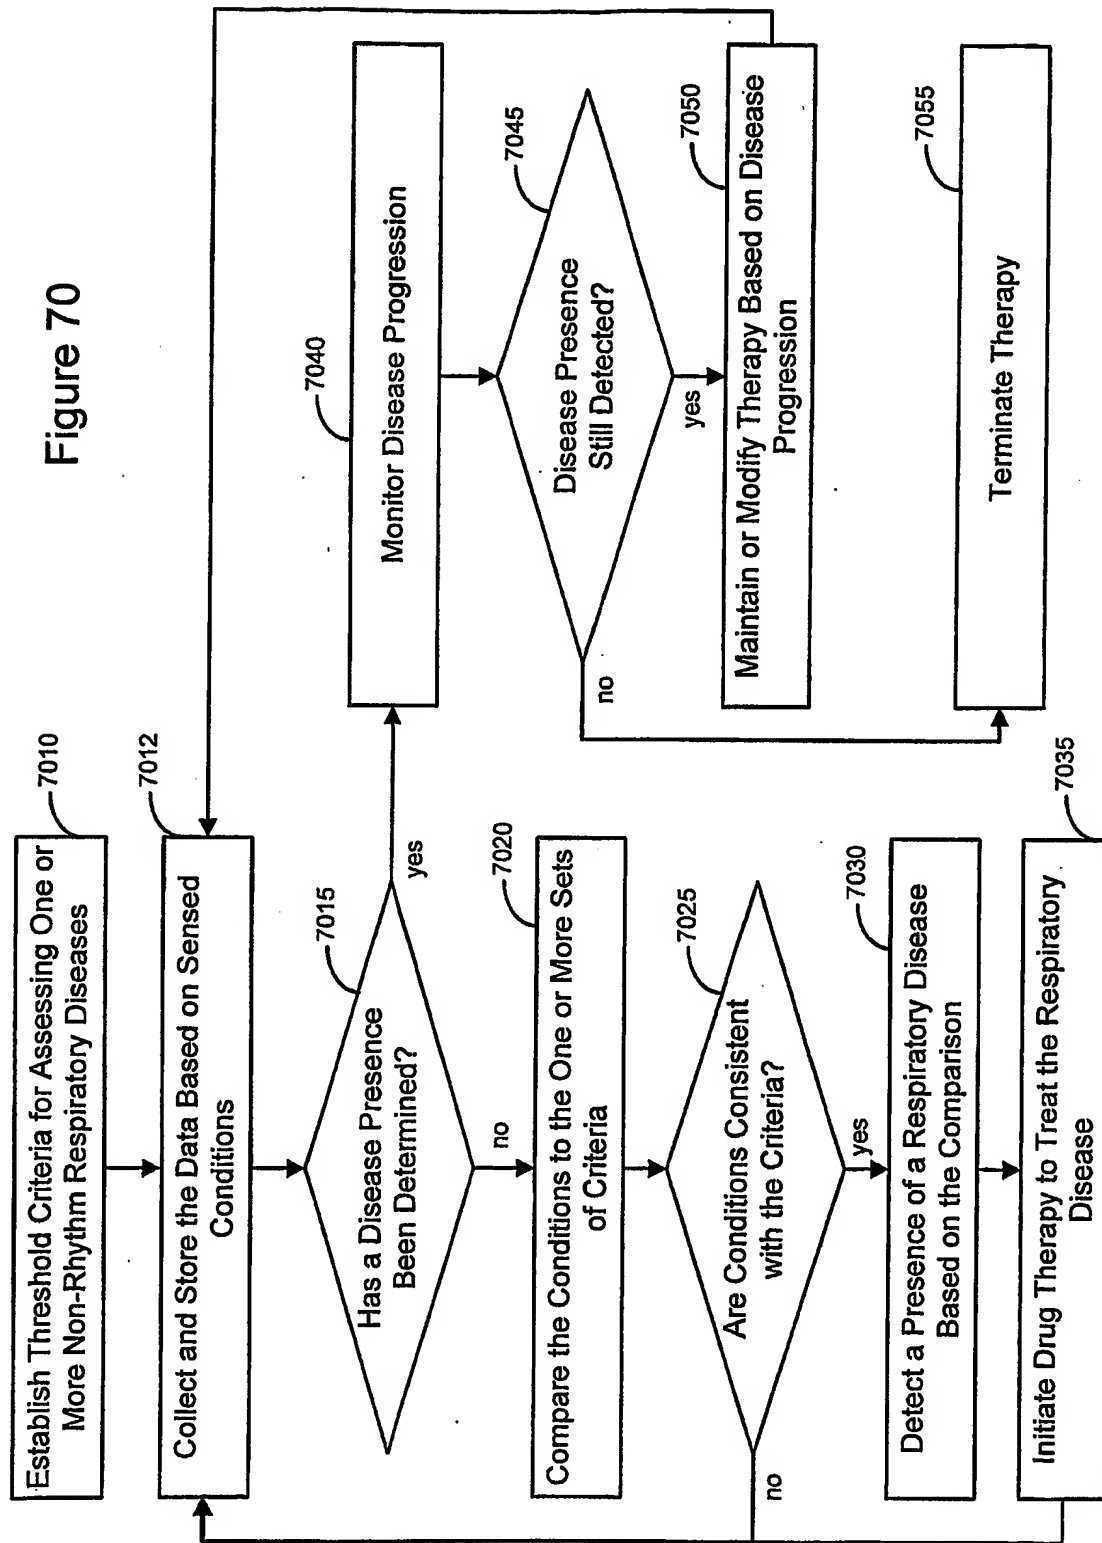 Figure 70
Establish Threshold Criteria for Assessing One or
More Non-Rhythm Respiratory Diseases
7010
Collect and Store the Data Based on Sensed
Conditions
7012
Has a Disease Presence
Been Determined?
7015
yes
no
Compare the Conditions to the One or More Sets
of Criteria
7020
Are Conditions Consistent
with the Criteria?
7025
no
yes
Detect a Presence of a Respiratory Disease
Based on the Comparison
7030
Initiate Drug Therapy to Treat the Respiratory
Disease
7035
7040
Monitor Disease Progression
7045
Disease Presence
Still Detected?
no
yes
7050
Maintain or Modify Therapy Based on Disease
Progression
7055
Terminate Therapy